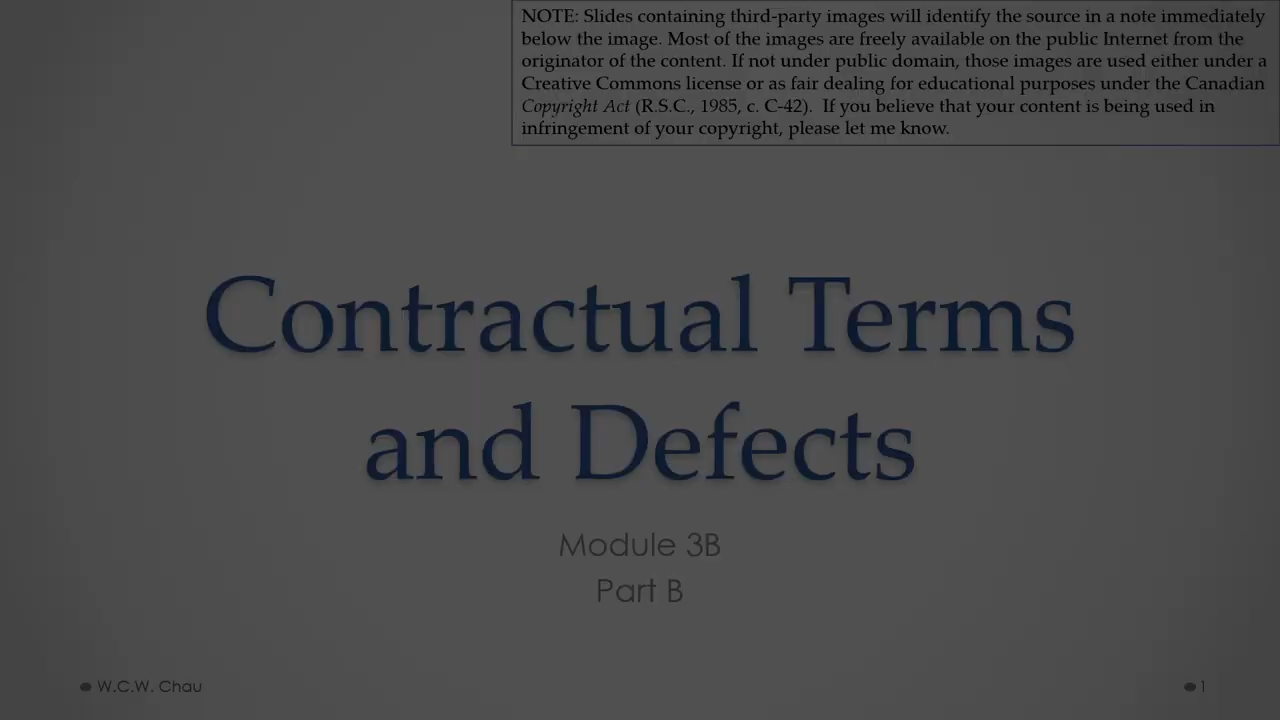 NOTE: Slides containing third-party images will identify the source in a note immediately
below the image. Most of the images are freely available on the public Internet from the
originator of the content. If not under public domain, those images are used either under a
Creative Commons license or as fair dealing for educational purposes under the Canadian
Copyright Act (R.S.C., 1985, c. C-42).  If you believe that your content is being used in
infringement of your copyright, please let me know.
Contractual Terms
and Defects
Module 3B
Part B
W.C.W. Chau
1